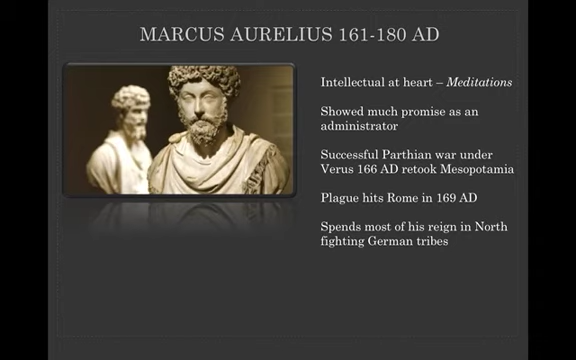 MARCUS AURELIUS 161-180 AD
Intellectual at heart – Meditations
Showed much promise as an
administrator
Successful Parthian war under
Verus 166 AD retook Mesopotamia
Plague hits Rome in 169 AD
Spends most of his reign in North
fighting German tribes